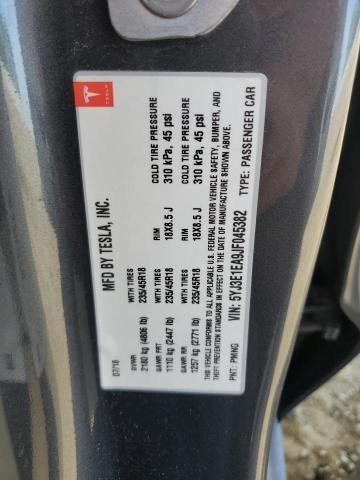 TESLA
MFD BY TESLA, INC.
07/18
GVWR WITH TIRES RIM COLD TIRE PRESSURE
2180 kg (4806 lb) 235/45R18 18X8.5 J 310 kPa, 45 psi
GAWR FRT WITH TIRES RIM COLD TIRE PRESSURE
1110 kg (2447 lb) 235/45R18 18X8.5 J 310 kPa, 45 psi
GAWR RR
1257 kg (2771 lb) 235/45R18
THIS VEHICLE CONFORMS TO ALL APPLICABLE U.S. FEDERAL MOTOR VEHICLE SAFETY, BUMPER, AND
THEFT PREVENTION STANDARDS IN EFFECT ON THE DATE OF MANUFACTURE SHOWN ABOVE.
VIN: 5YJ3E1EA9JF045382
PNT: PMNG TYPE: PASSENGER CAR